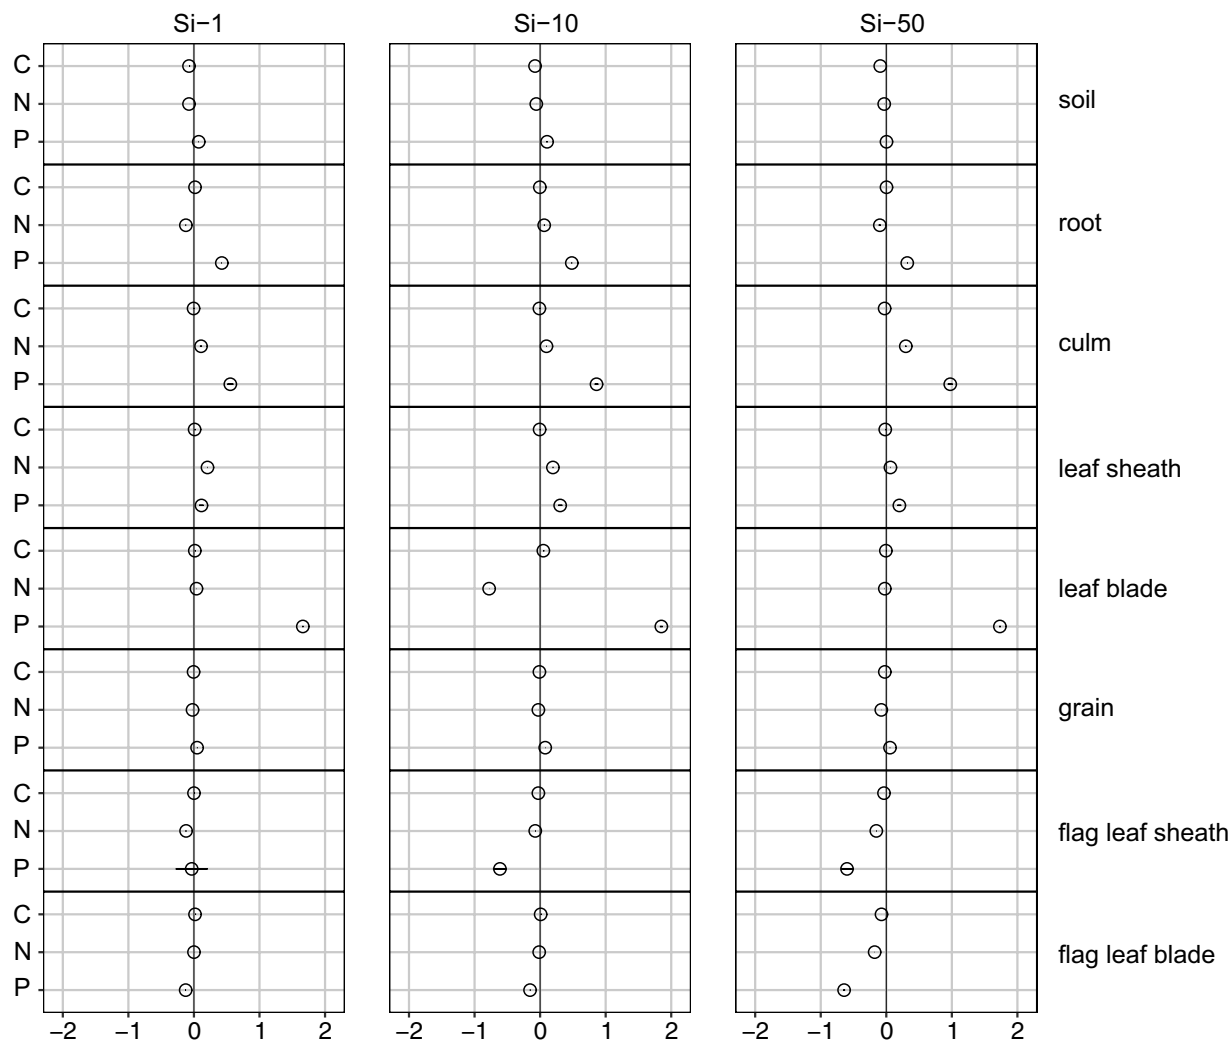 Si−1 Si−10 Si−50
C
N soil
P
C
N root
P
C
N culm
P
C
N leaf sheath
P
C
N leaf blade
P
C
N grain
P
C
N flag leaf sheath
P
C
N flag leaf blade
P
−2 −1 0 1 2 −2 −1 0 1 2 −2 −1 0 1 2